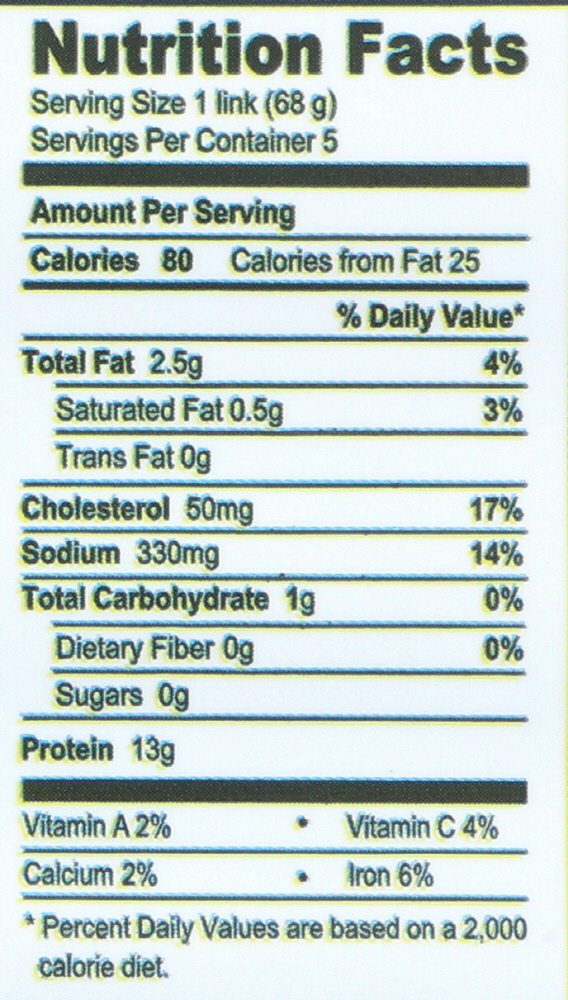 Nutrition Facts
Serving Size 1 link (68 g)
Servings Per Container 5
Amount Per Serving
Calories 80 Calories from Fat 25
% Daily Value*
Total Fat 2.5g 4%
Saturated Fat 0.5g 3%
Trans Fat 0g
Cholesterol 50mg 17%
Sodium 330mg 14%
Total Carbohydrate 1g 0%
Dietary Fiber 0g 0%
Sugars 0g
Protein 13g
Vitamin A 2% • Vitamin C 4%
Calcium 2% • Iron 6%
* Percent Daily Values are based on a 2,000
calorie diet.